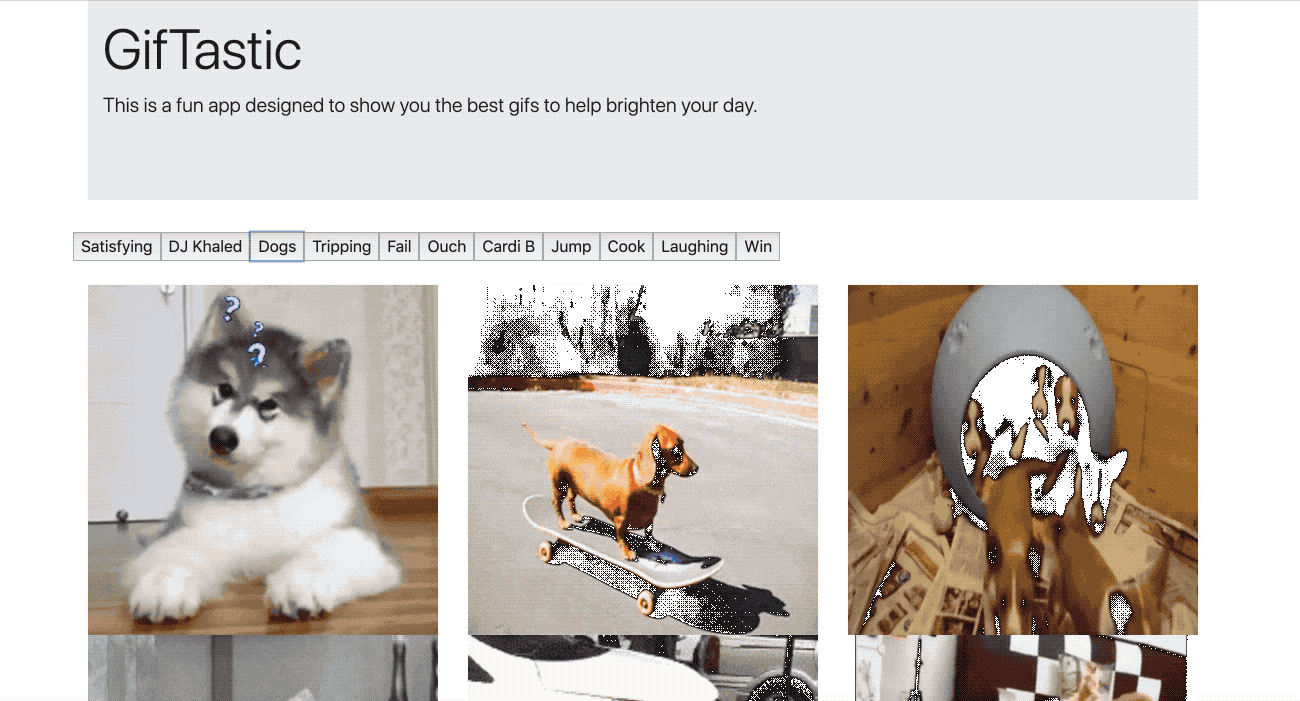 GifTastic
This is a fun app designed to show you the best gifs to help brighten your day.
Satisfying DJ Khaled Dogs Tripping Fail Ouch Cardi B Jump Cook Laughing Win
? ? ?